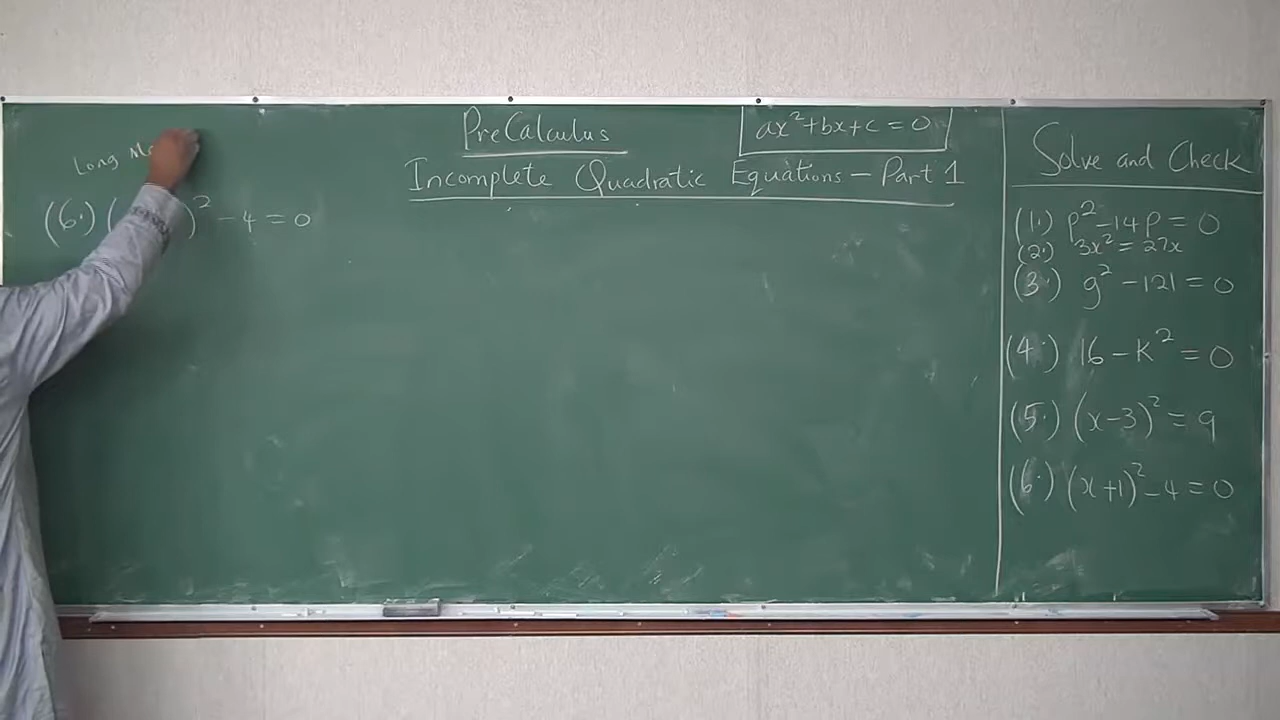 Long
(6.) ( )² - 4 = 0
PreCalculus
ax² + bx + c = 0
Incomplete Quadratic Equations - Part 1
Solve and Check
(1.) p² - 14p = 0
(2.) 3x² = 27x
(3.) g² - 121 = 0
(4.) 16 - K² = 0
(5.) (x - 3)² = 9
(6.) (x + 1)² - 4 = 0